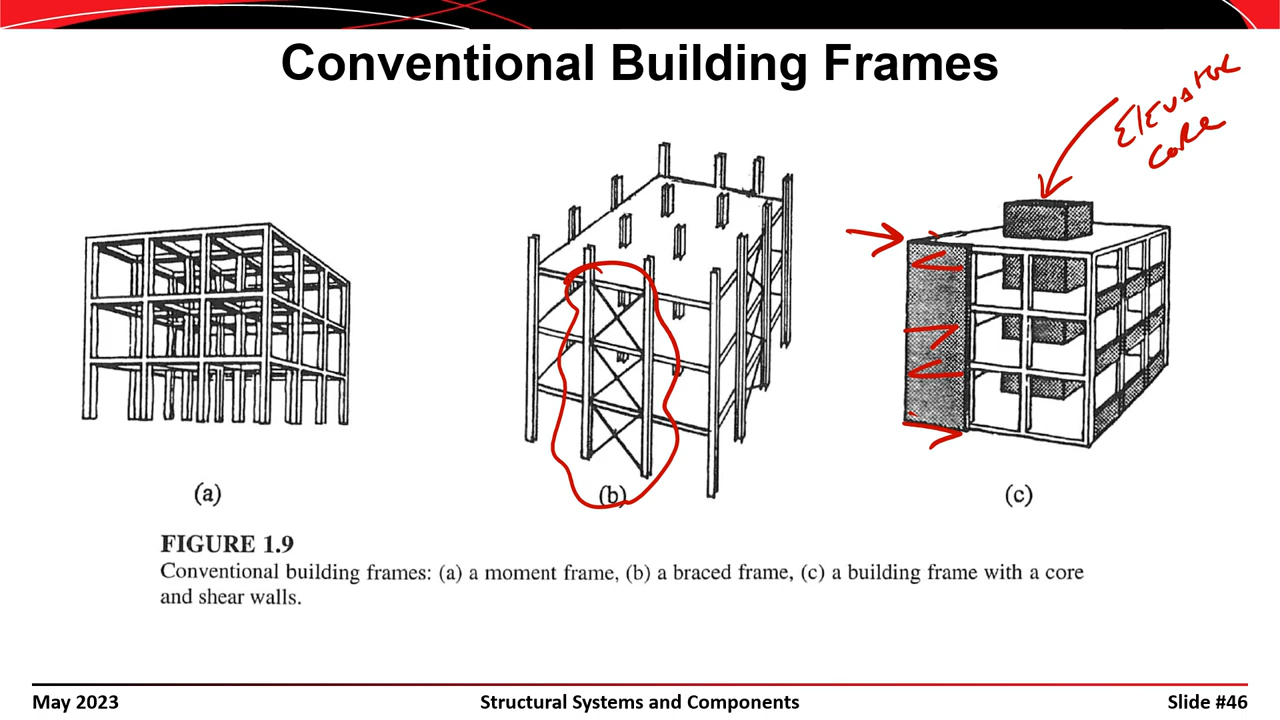 Conventional Building Frames
ELEVATOR
CORE
(a)
(b)
(c)
FIGURE 1.9
Conventional building frames: (a) a moment frame, (b) a braced frame, (c) a building frame with a core
and shear walls.
May 2023
Structural Systems and Components
Slide #46